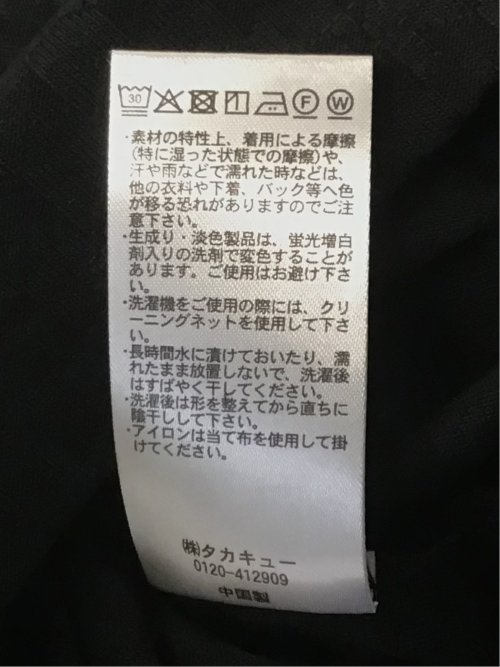 30 F W
・素材の特性上、着用による摩擦
(特に湿った状態での摩擦)や、
汗や雨などで濡れた時などは、
他の衣料や下着、バック等へ色
が移る恐れがありますのでご注
意下さい。
・生成り・淡色製品は、蛍光増白
剤入りの洗剤で変色することが
あります。ご使用はお避け下さ
い。
・洗濯機をご使用の際には、クリ
ーニングネットを使用して下さ
い。
・長時間水に漬けておいたり、濡
れたまま放置しないで、洗濯後
はすばやく干してください。
・洗濯後は形を整えてから直ちに
陰干しして下さい。
・アイロンは当て布を使用して掛
けてください。
㈱タカキュー
0120-412909
中国製